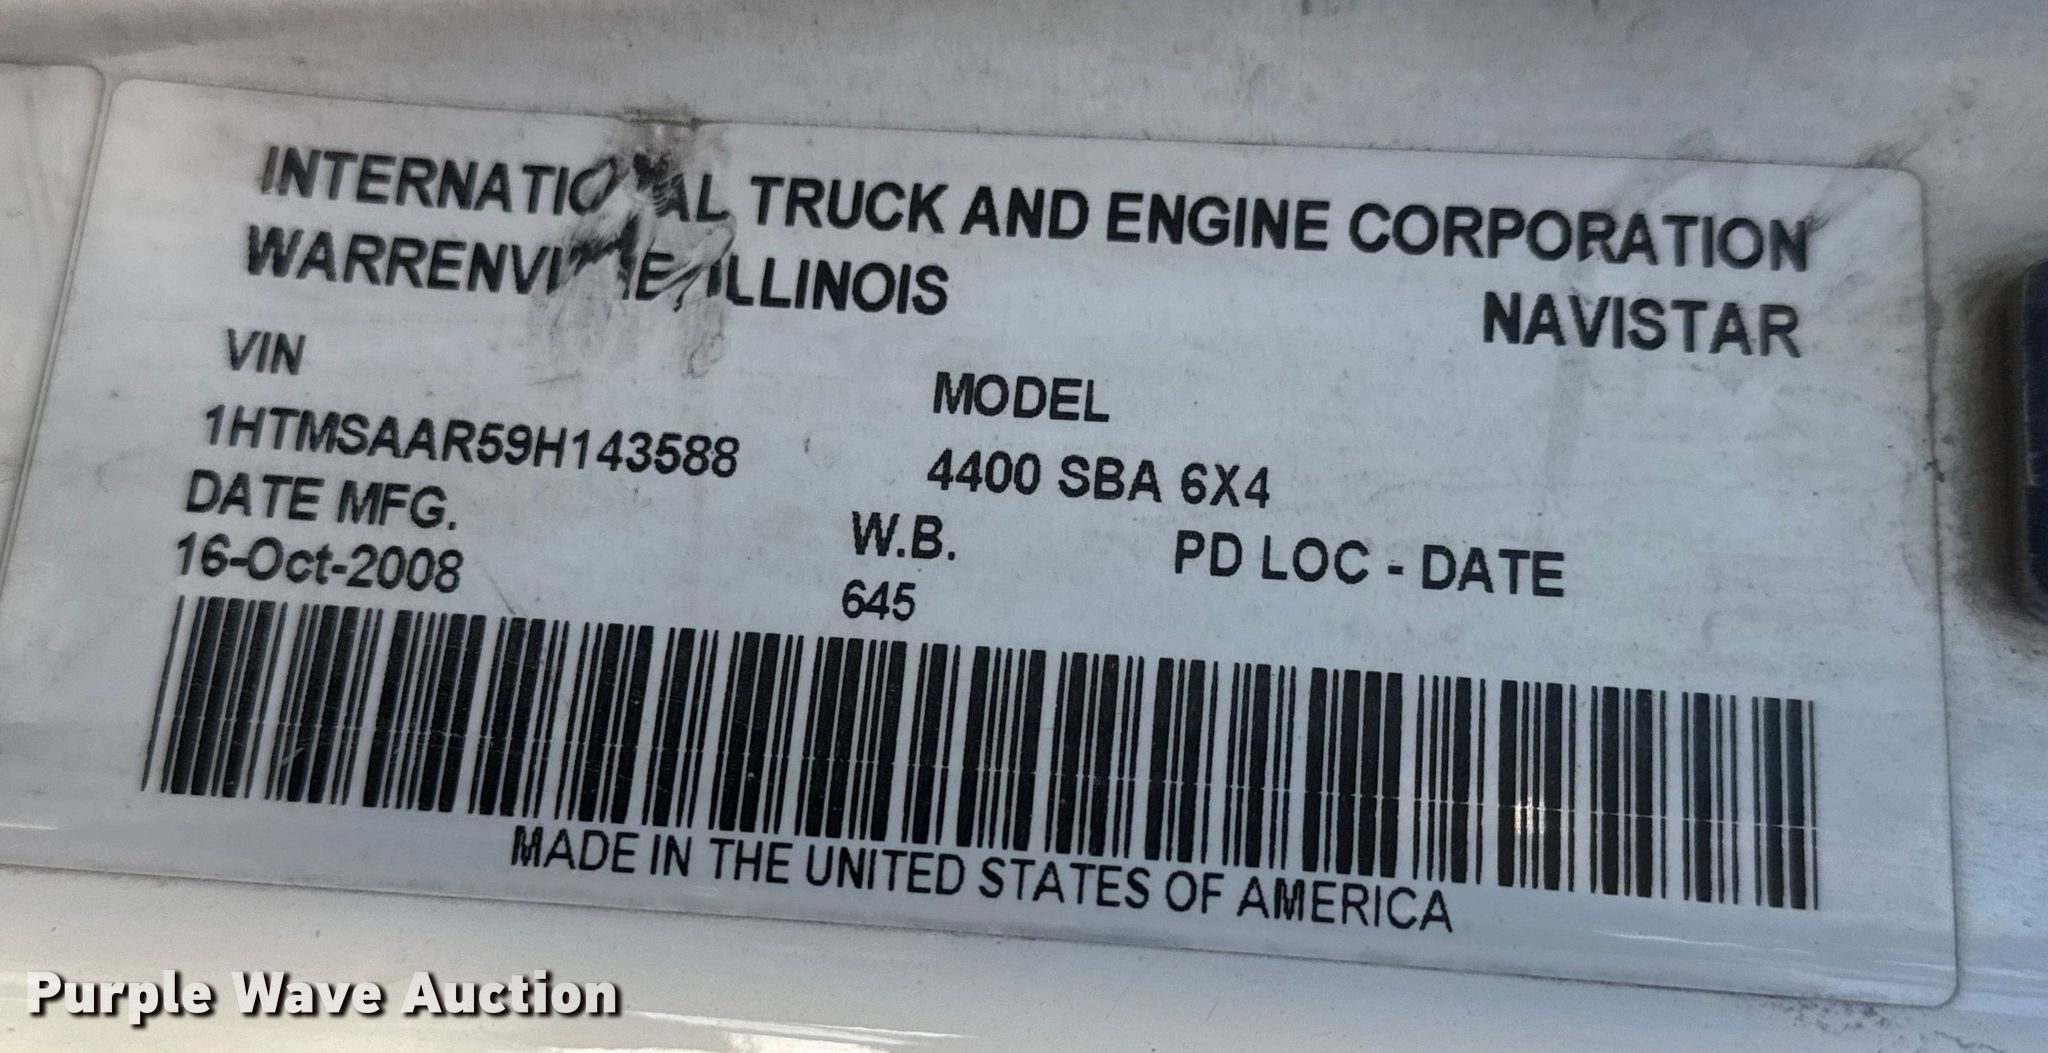 INTERNATIONAL TRUCK AND ENGINE CORPORATION
WARRENVILLE, ILLINOIS
NAVISTAR
VIN
MODEL
1HTMSAAR59H143588
4400 SBA 6X4
DATE MFG.
W.B.
PD LOC - DATE
16-Oct-2008
645
MADE IN THE UNITED STATES OF AMERICA
Purple Wave Auction